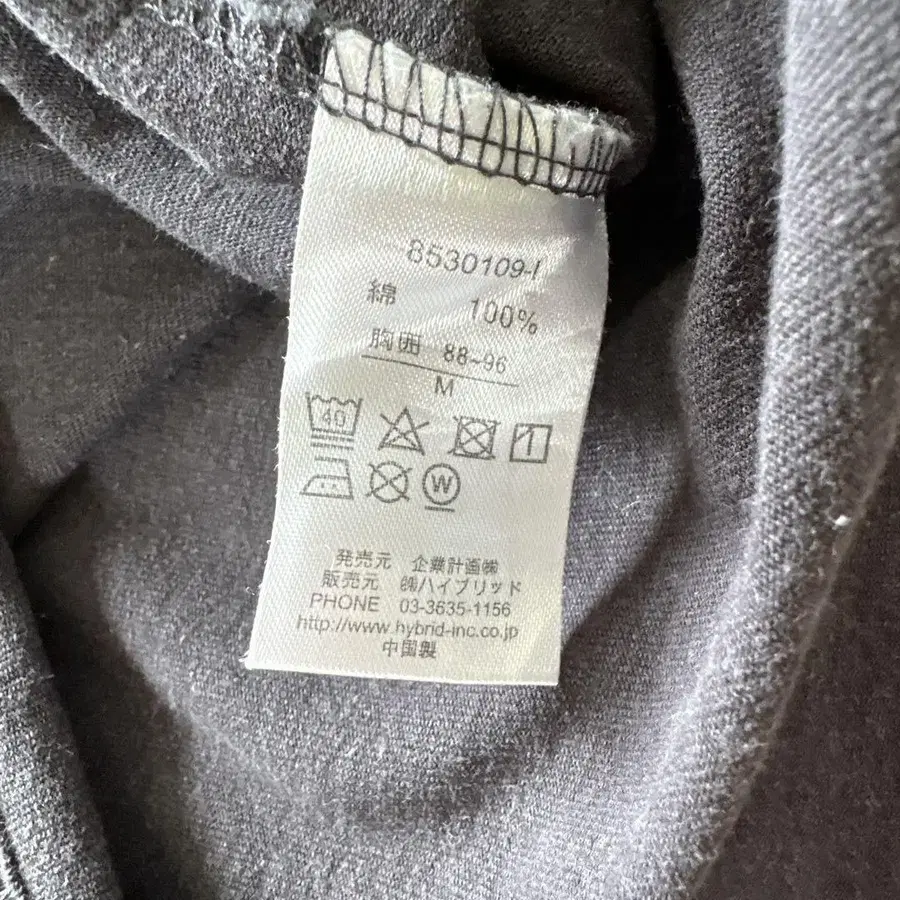 8530109-I
綿 100%
胸囲 88~96
M
40
W
発売元 企業計画㈱
販売元 ㈱ハイブリッド
PHONE 03-3635-1156
http://www.hybrid-inc.co.jp
中国製